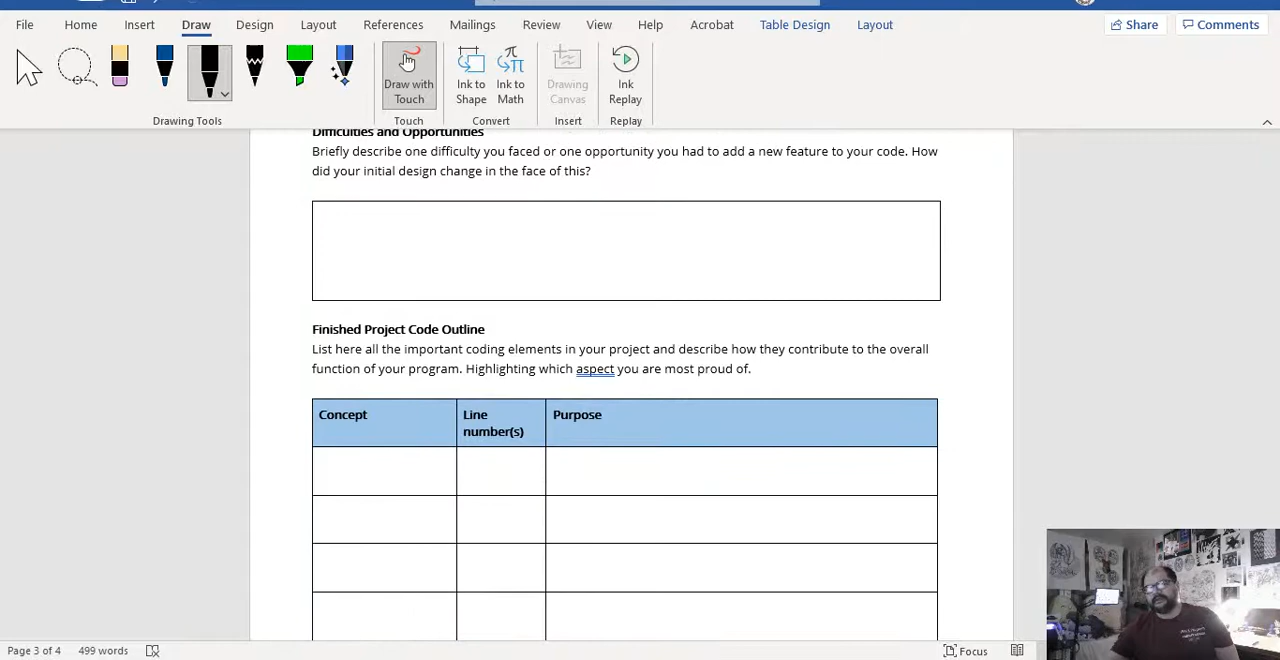 File Home Insert Draw Design Layout References Mailings Review View Help Acrobat Table Design Layout Share Comments
Draw with Touch
Ink to Shape
Ink to Math
Drawing Canvas
Ink Replay
Drawing Tools Touch Convert Insert Replay
Difficulties and Opportunities
Briefly describe one difficulty you faced or one opportunity you had to add a new feature to your code. How
did your initial design change in the face of this?
Finished Project Code Outline
List here all the important coding elements in your project and describe how they contribute to the overall
function of your program. Highlighting which aspect you are most proud of.
Concept Line number(s) Purpose
Page 3 of 4 499 words Focus